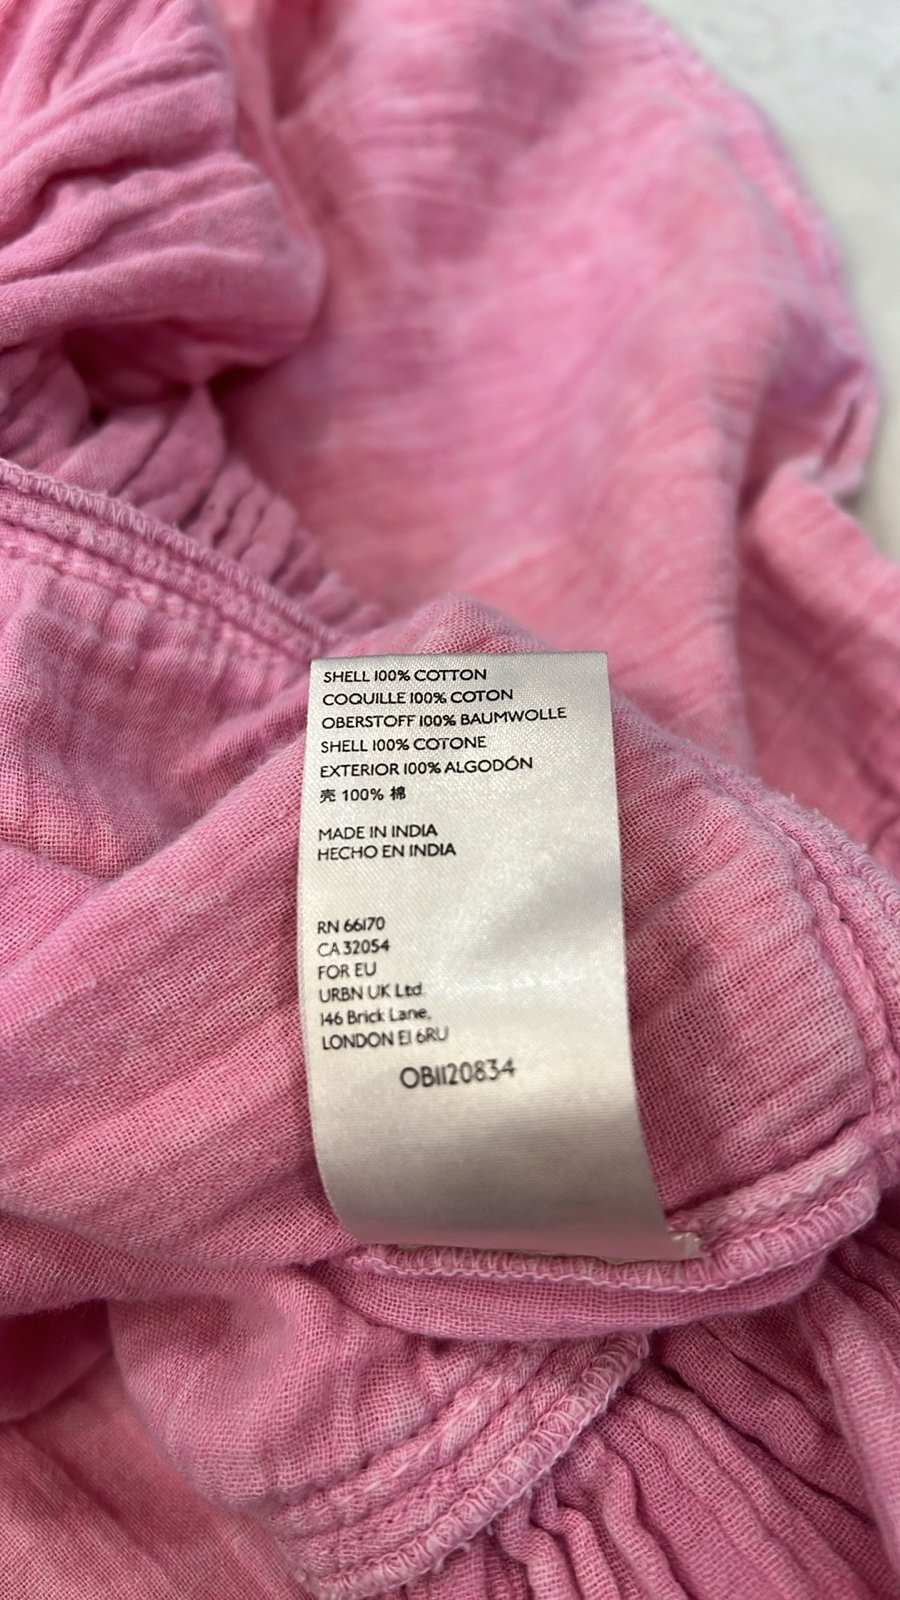 SHELL 100% COTTON
COQUILLE 100% COTON
OBERSTOFF 100% BAUMWOLLE
SHELL 100% COTONE
EXTERIOR 100% ALGODÓN
壳 100% 棉
MADE IN INDIA
HECHO EN INDIA
RN 66170
CA 32054
FOR EU
URBN UK Ltd.
146 Brick Lane,
LONDON E1 6RU
OB1120834